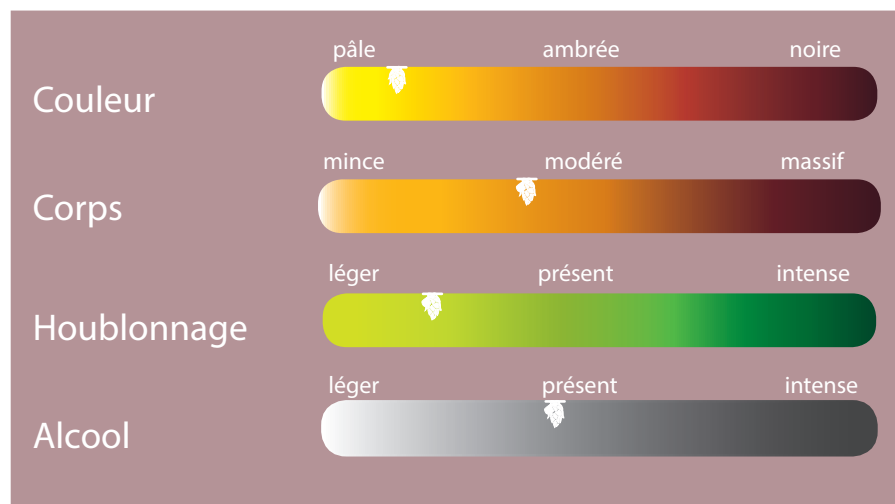 pâle ambrée noire
Couleur
mince modéré massif
Corps
léger présent intense
Houblonnage
léger présent intense
Alcool